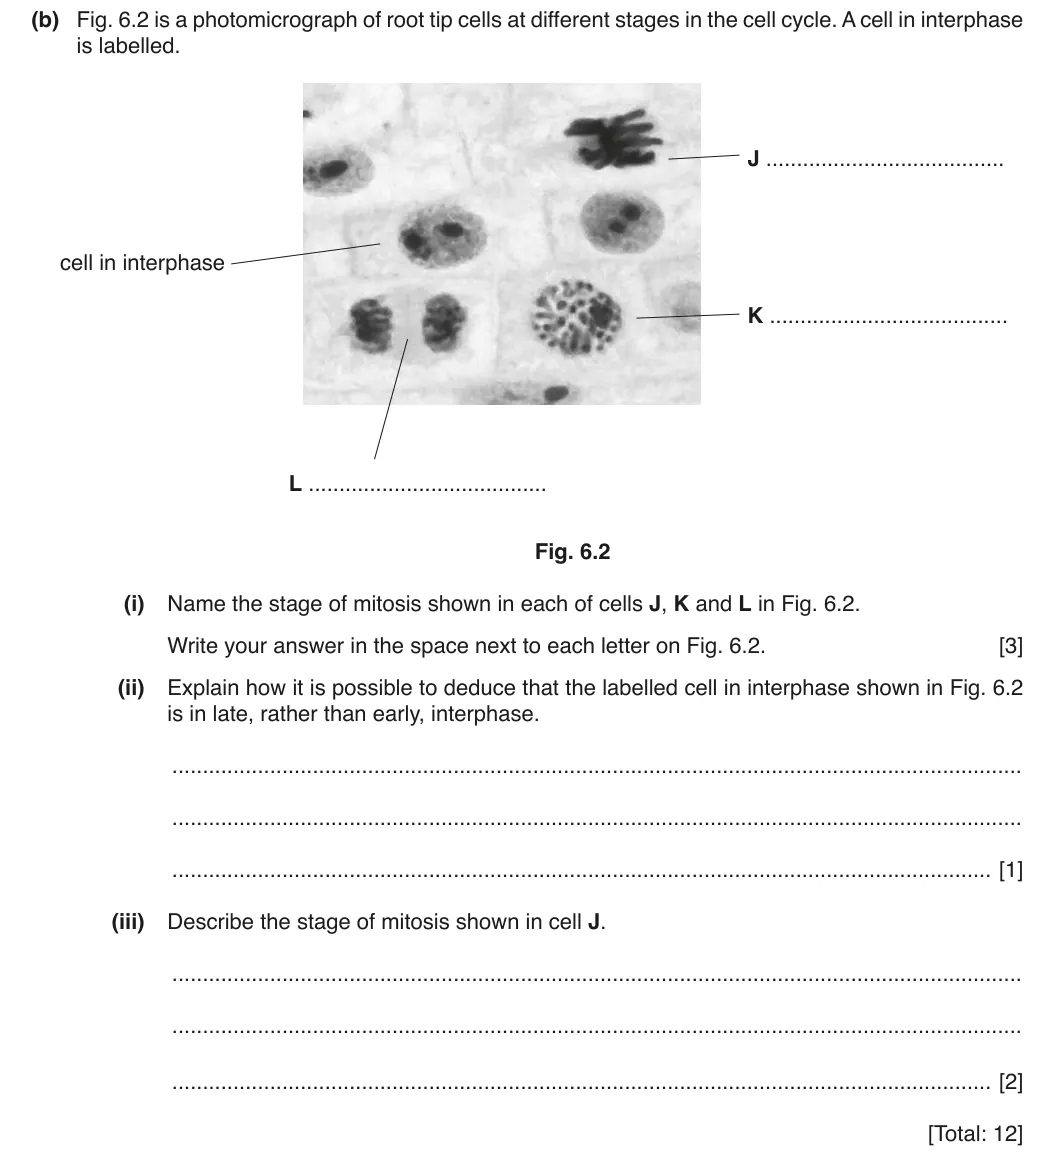 (b) Fig. 6.2 is a photomicrograph of root tip cells at different stages in the cell cycle. A cell in interphase
is labelled.
J .......................................
cell in interphase
K .......................................
L .......................................
Fig. 6.2
(i) Name the stage of mitosis shown in each of cells J, K and L in Fig. 6.2.
Write your answer in the space next to each letter on Fig. 6.2. [3]
(ii) Explain how it is possible to deduce that the labelled cell in interphase shown in Fig. 6.2
is in late, rather than early, interphase.
...........................................................................................................................................
...........................................................................................................................................
...................................................................................................................................... [1]
(iii) Describe the stage of mitosis shown in cell J.
...........................................................................................................................................
...........................................................................................................................................
...................................................................................................................................... [2]
[Total: 12]